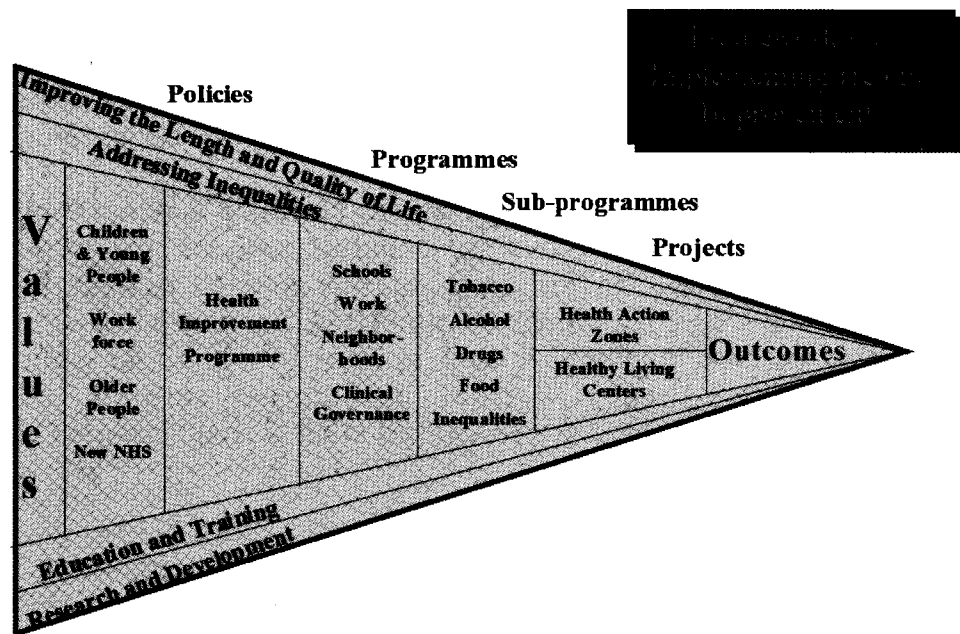 Policies
Programmes
Sub-programmes
Projects
Improving the Length and Quality of Life
Addressing Inequalities
Values
Children
& Young
People
Work
force
Older
People
New NHS
Health
Improvement
Programme
Schools
Work
Neighbor-
hoods
Clinical
Governance
Tobacco
Alcohol
Drugs
Food
Inequalities
Health Action
Zones
Healthy Living
Centers
Outcomes
Education and Training
Research and Development